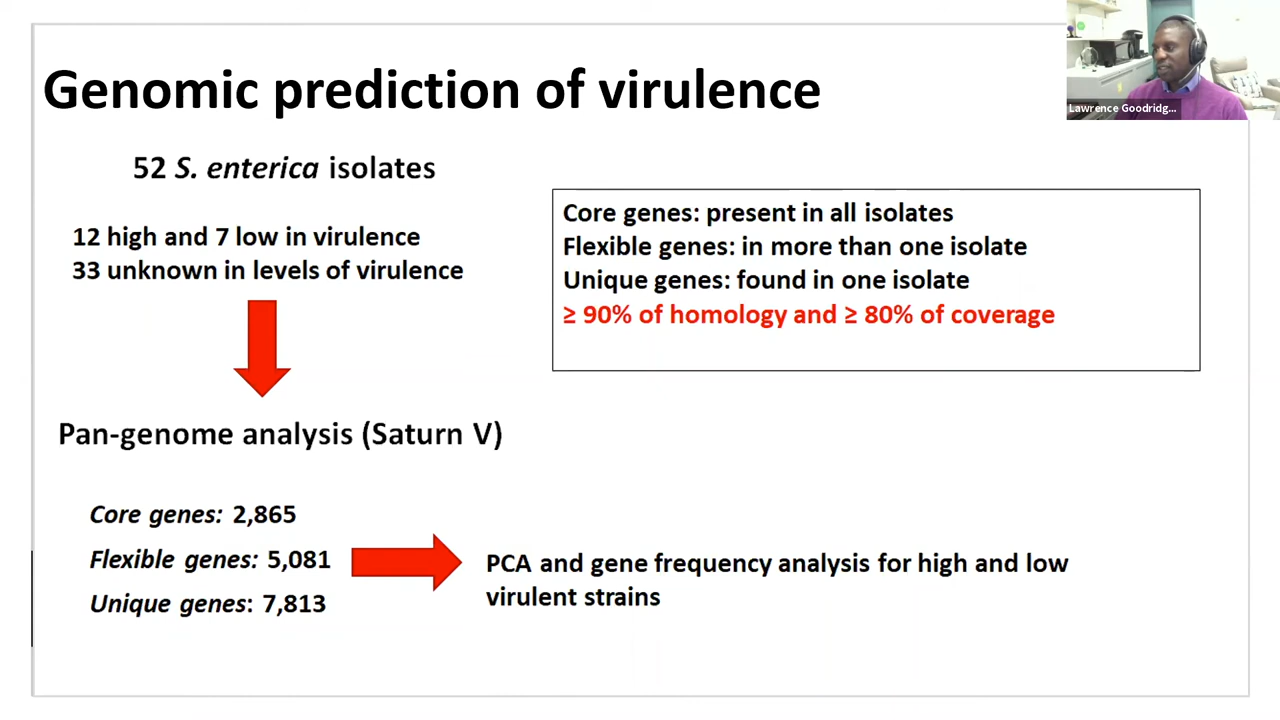 Genomic prediction of virulence
Lawrence Goodridg...
52 S. enterica isolates
12 high and 7 low in virulence
33 unknown in levels of virulence
Core genes: present in all isolates
Flexible genes: in more than one isolate
Unique genes: found in one isolate
≥ 90% of homology and ≥ 80% of coverage
Pan-genome analysis (Saturn V)
Core genes: 2,865
Flexible genes: 5,081
Unique genes: 7,813
PCA and gene frequency analysis for high and low
virulent strains